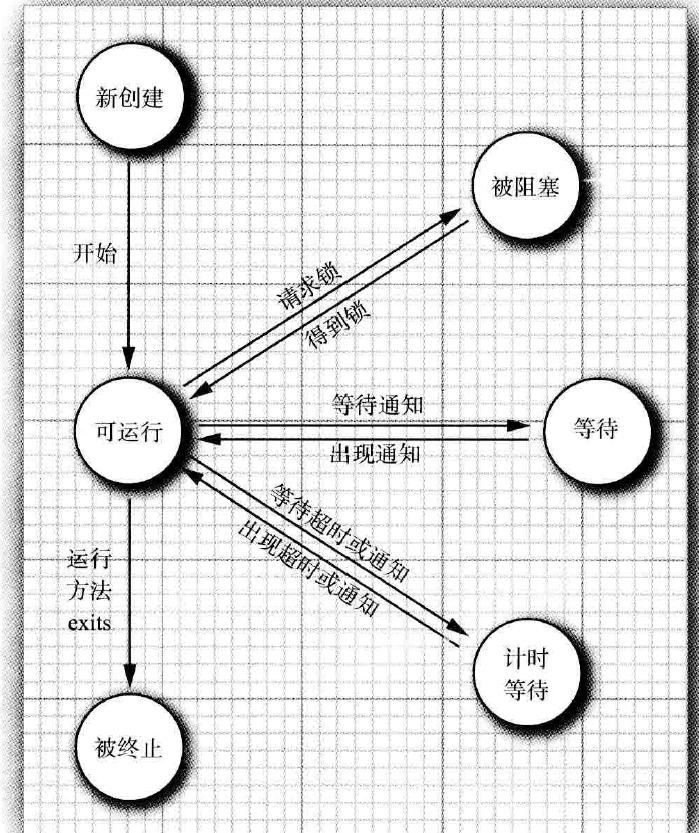 新创建
被阻塞
开始
请求锁
得到锁
等待通知
可运行
等待
出现通知
等待超时或通知
出现超时或通知
运行
方法
exits
计时
等待
被终止